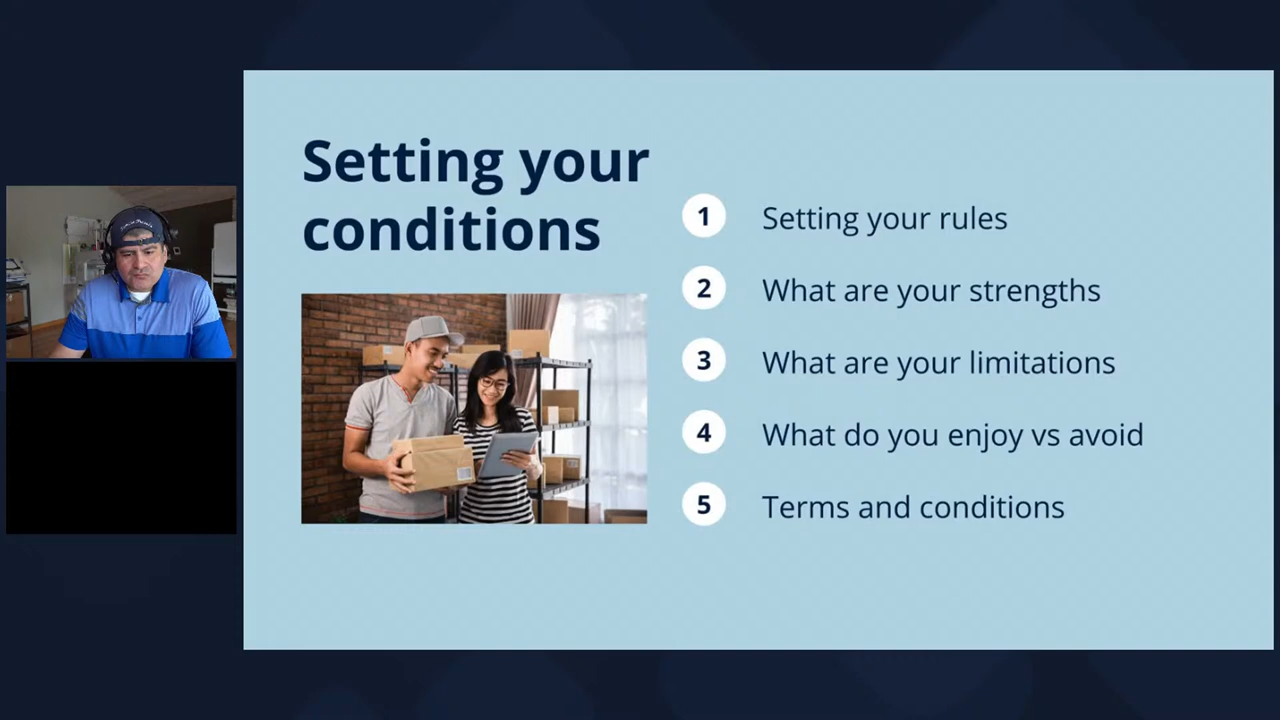 Setting your
conditions
1 Setting your rules
2 What are your strengths
3 What are your limitations
4 What do you enjoy vs avoid
5 Terms and conditions